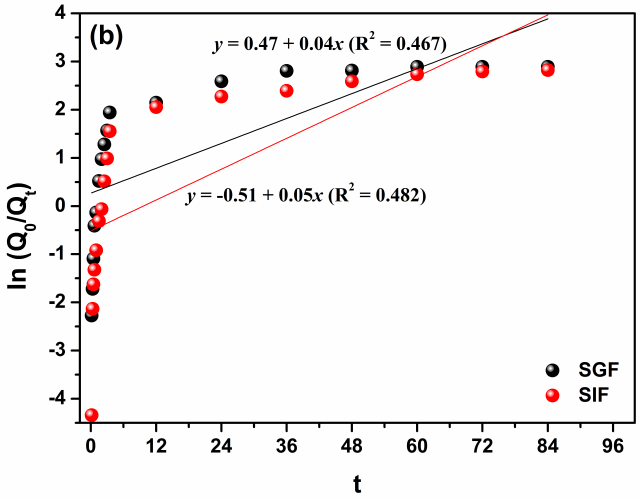 (b)
y = 0.47 + 0.04x (R² = 0.467)
y = -0.51 + 0.05x (R² = 0.482)
ln (Q₀/Qₜ)
4
3
2
1
0
-1
-2
-3
-4
SGF
SIF
0 12 24 36 48 60 72 84 96
t